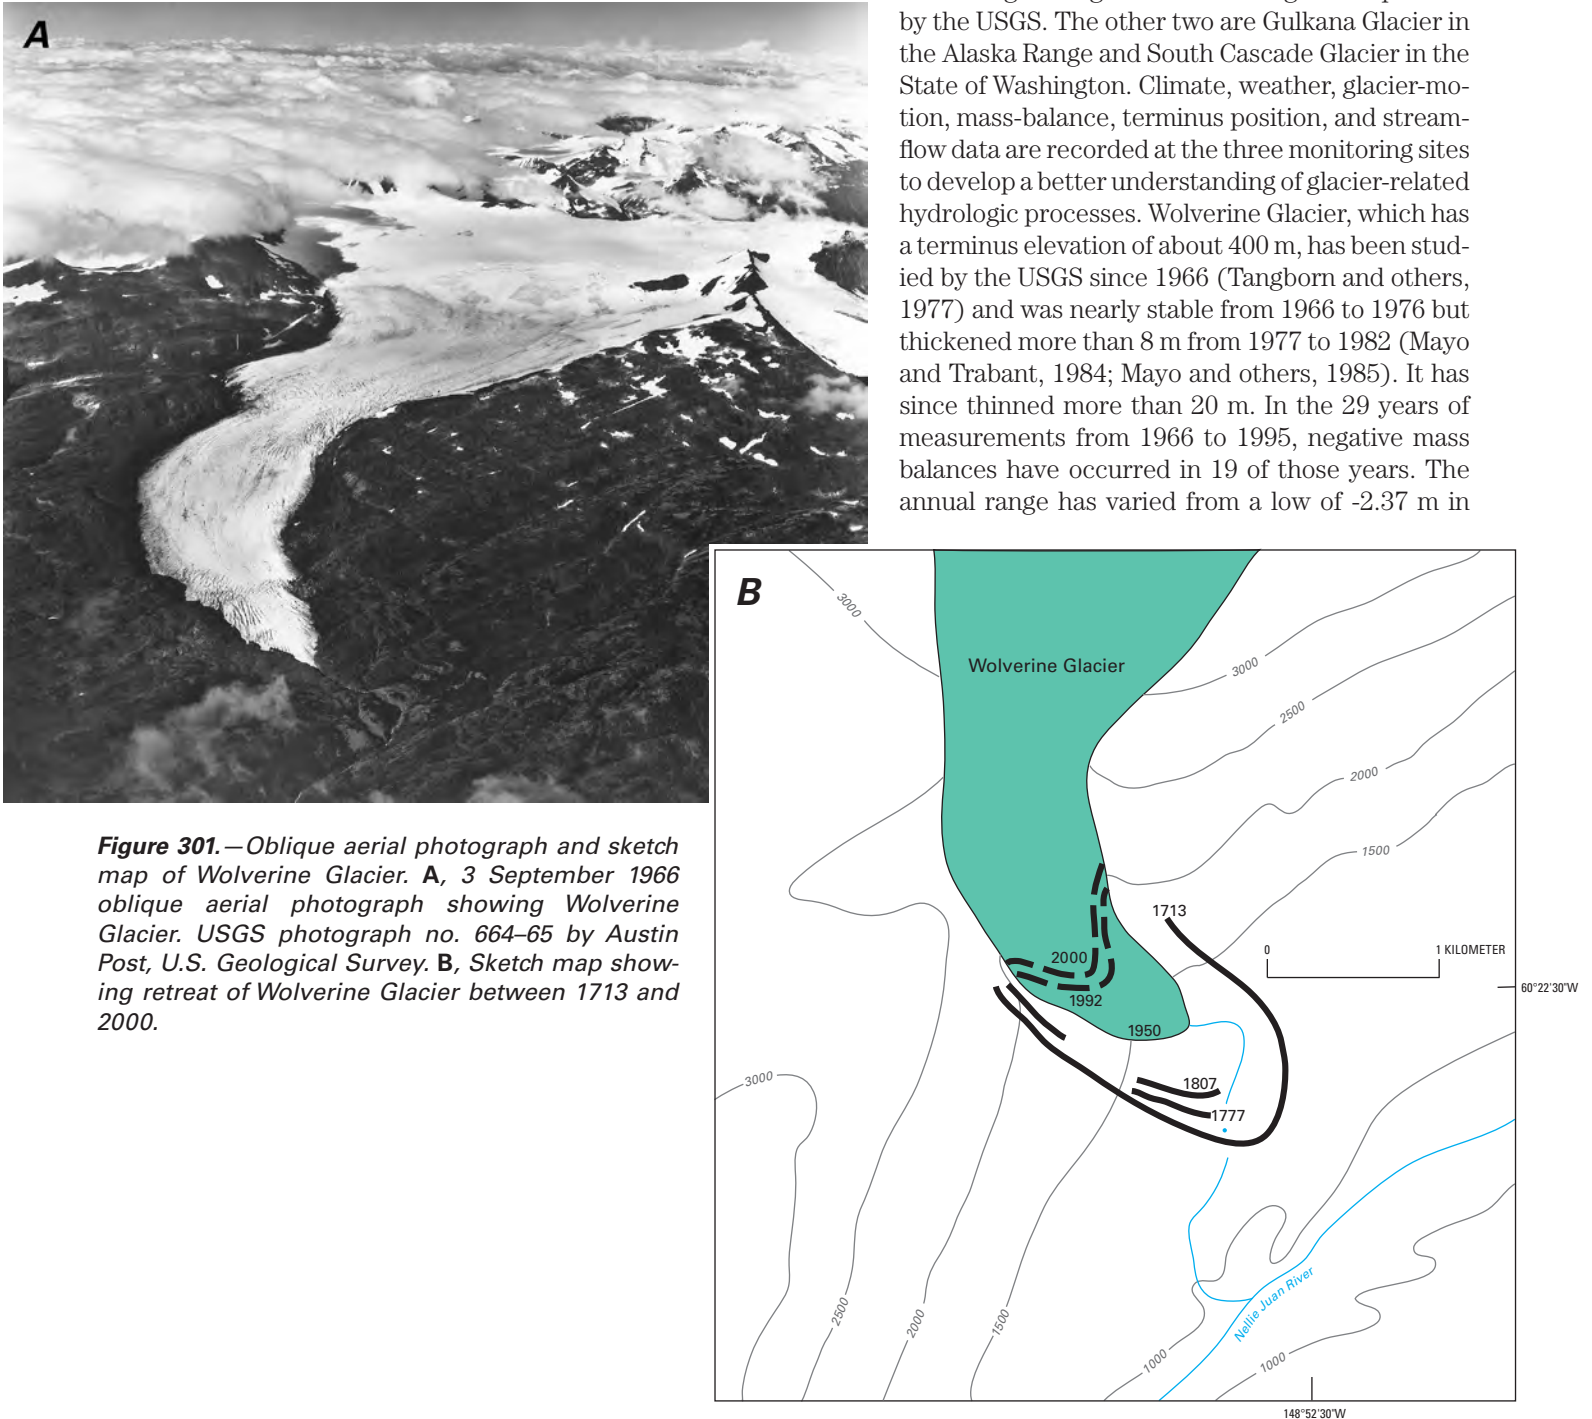 A
by the USGS. The other two are Gulkana Glacier in
the Alaska Range and South Cascade Glacier in the
State of Washington. Climate, weather, glacier-mo-
tion, mass-balance, terminus position, and stream-
flow data are recorded at the three monitoring sites
to develop a better understanding of glacier-related
hydrologic processes. Wolverine Glacier, which has
a terminus elevation of about 400 m, has been stud-
ied by the USGS since 1966 (Tangborn and others,
1977) and was nearly stable from 1966 to 1976 but
thickened more than 8 m from 1977 to 1982 (Mayo
and Trabant, 1984; Mayo and others, 1985). It has
since thinned more than 20 m. In the 29 years of
measurements from 1966 to 1995, negative mass
balances have occurred in 19 of those years. The
annual range has varied from a low of -2.37 m in
Figure 301.—Oblique aerial photograph and sketch
map of Wolverine Glacier. A, 3 September 1966
oblique aerial photograph showing Wolverine
Glacier. USGS photograph no. 664–65 by Austin
Post, U.S. Geological Survey. B, Sketch map show-
ing retreat of Wolverine Glacier between 1713 and
2000.
B
3000
Wolverine Glacier
3000
2500
2000
1500
1713
0
1 KILOMETER
2000
60°22'30"W
1992
1950
3000
1807
1777
2500
2000
1500
Nellie Juan River
1000
1000
148°52'30"W